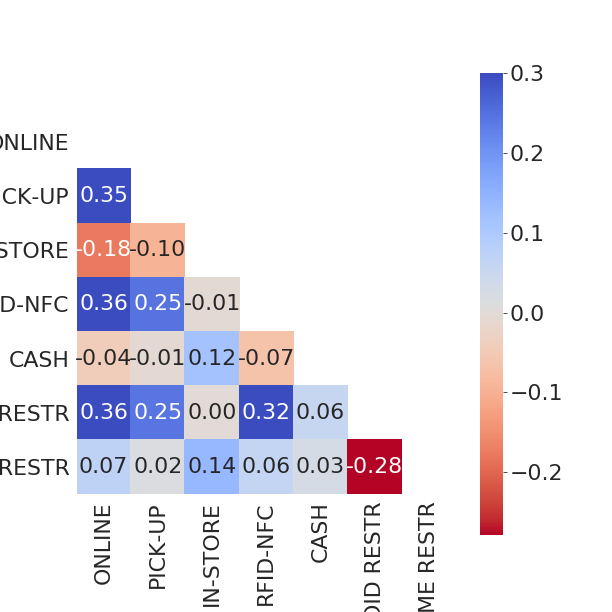 ONLINE
CK-UP
STORE
D-NFC
CASH
RESTR
RESTR
0.35
-0.18 -0.10
0.36 0.25 -0.01
-0.04 -0.01 0.12 -0.07
0.36 0.25 0.00 0.32 0.06
0.07 0.02 0.14 0.06 0.03 -0.28
ONLINE
PICK-UP
IN-STORE
RFID-NFC
CASH
OID RESTR
ME RESTR
0.3
0.2
0.1
0.0
−0.1
−0.2